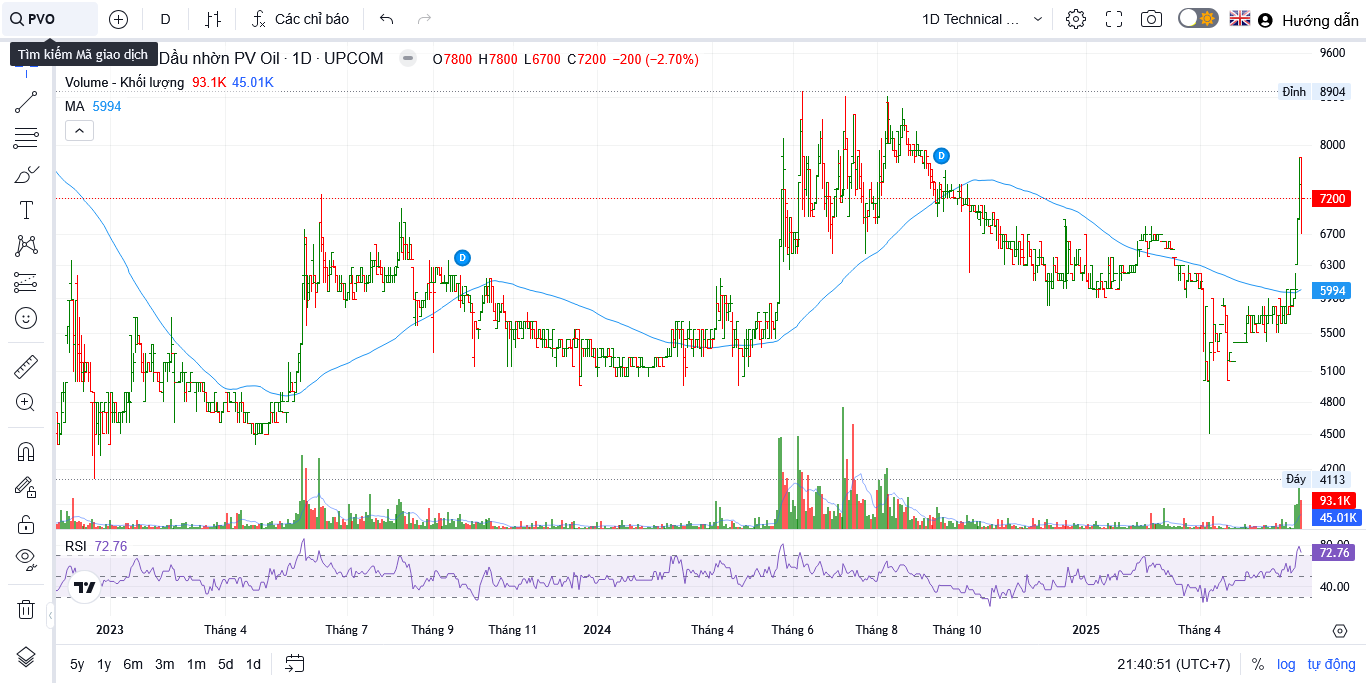 PVO
D
Các chỉ báo
1D Technical ...
Hướng dẫn
Tìm kiếm Mã giao dịch
Dầu nhờn PV Oil · 1D · UPCOM
O7800 H7800 L6700 C7200 −200 (−2.70%)
Volume - Khối lượng 93.1K 45.01K
MA 5994
9600
Đỉnh 8904
8000
7200
6700
6300
5994
5900
5500
5100
4800
4500
4200
Đáy 4113
93.1K
45.01K
D
D
RSI 72.76
80.00
72.76
40.00
2023 Tháng 4 Tháng 7 Tháng 9 Tháng 11 2024 Tháng 4 Tháng 6 Tháng 8 Tháng 10 2025 Tháng 4
5y 1y 6m 3m 1m 5d 1d
21:40:51 (UTC+7) % log tự động